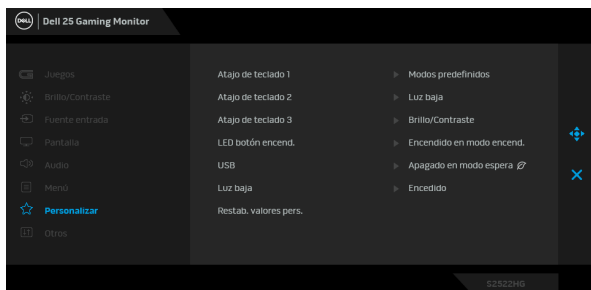 DELL Dell 25 Gaming Monitor
Juegos
Brillo/Contraste
Fuente entrada
Pantalla
Audio
Menú
Personalizar
Otros
Atajo de teclado 1 Modos predefinidos
Atajo de teclado 2 Luz baja
Atajo de teclado 3 Brillo/Contraste
LED botón encend. Encendido en modo encend.
USB Apagado en modo espera
Luz baja Encedido
Restab. valores pers.
S2522HG